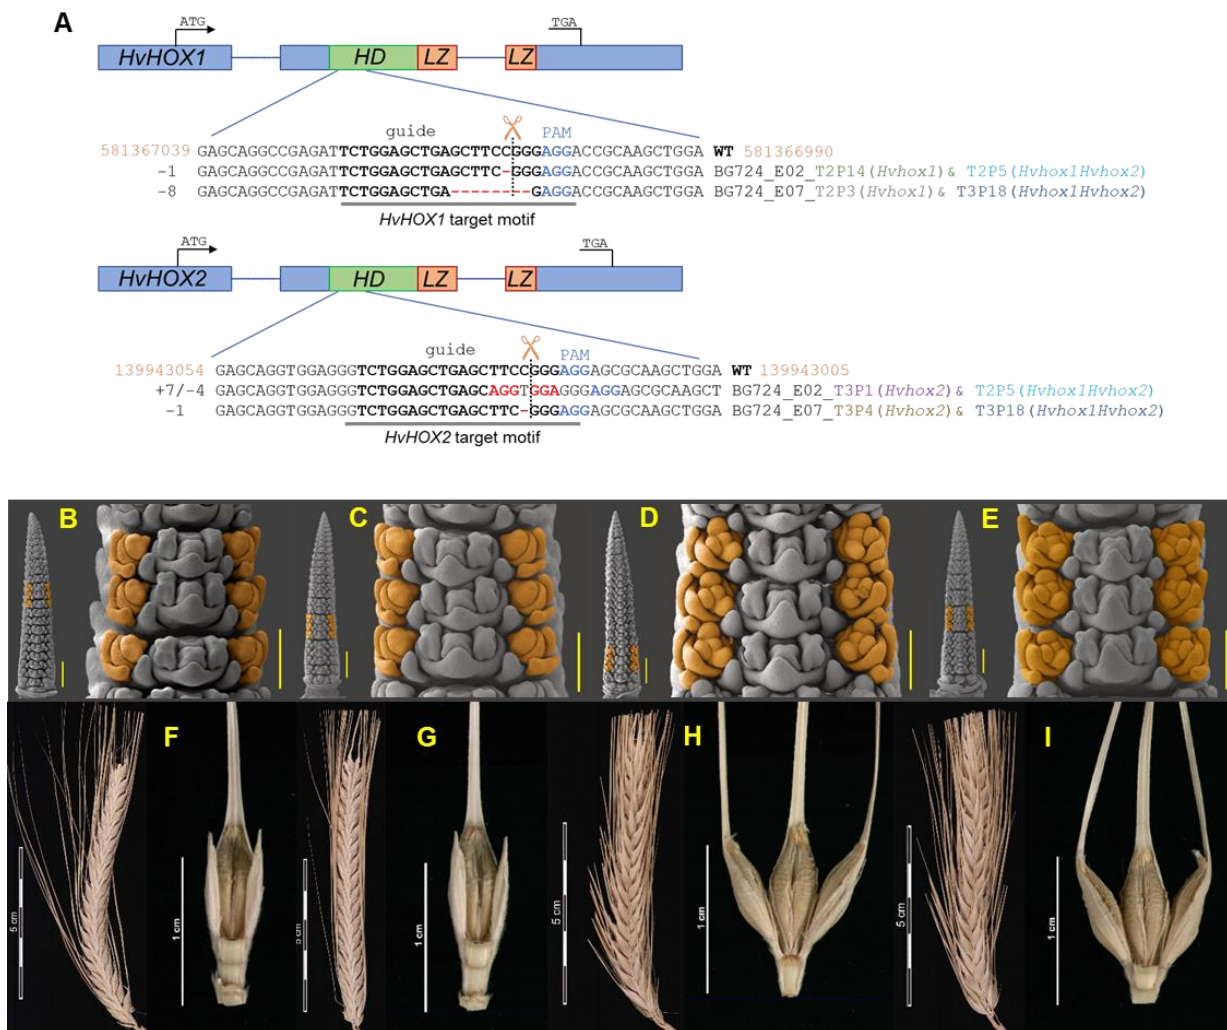 A
ATG
TGA
HvHOX1 HD LZ LZ
guide PAM
581367039 GAGCAGGCCGAGATTCTGGAGCTGAGCTTCCGGGAGGACCGCAAGCTGGA WT 581366990
-1 GAGCAGGCCGAGATTCTGGAGCTGAGCTTC-GGGAGGACCGCAAGCTGGA BG724_E02_T2P14(Hvhox1)& T2P5(Hvhox1Hvhox2)
-8 GAGCAGGCCGAGATTCTGGAGCTGA--------GAGGACCGCAAGCTGGA BG724_E07_T2P3(Hvhox1)& T3P18(Hvhox1Hvhox2)
HvHOX1 target motif
ATG
TGA
HvHOX2 HD LZ LZ
guide PAM
139943054 GAGCAGGTGGAGGGTCTGGAGCTGAGCTTCCGGGAGGAGCGCAAGCTGGA WT 139943005
+7/-4 GAGCAGGTGGAGGGTCTGGAGCTGAGCAGGTGGAGGGAGGAGCGCAAGCT BG724_E02_T3P1(Hvhox2)& T2P5(Hvhox1Hvhox2)
-1 GAGCAGGTGGAGGGTCTGGAGCTGAGCTTC-GGGAGGAGCGCAAGCTGGA BG724_E07_T3P4(Hvhox2)& T3P18(Hvhox1Hvhox2)
HvHOX2 target motif
B C D E
F G H I
5 cm
1 cm
5 cm
1 cm
5 cm
1 cm
5 cm
1 cm